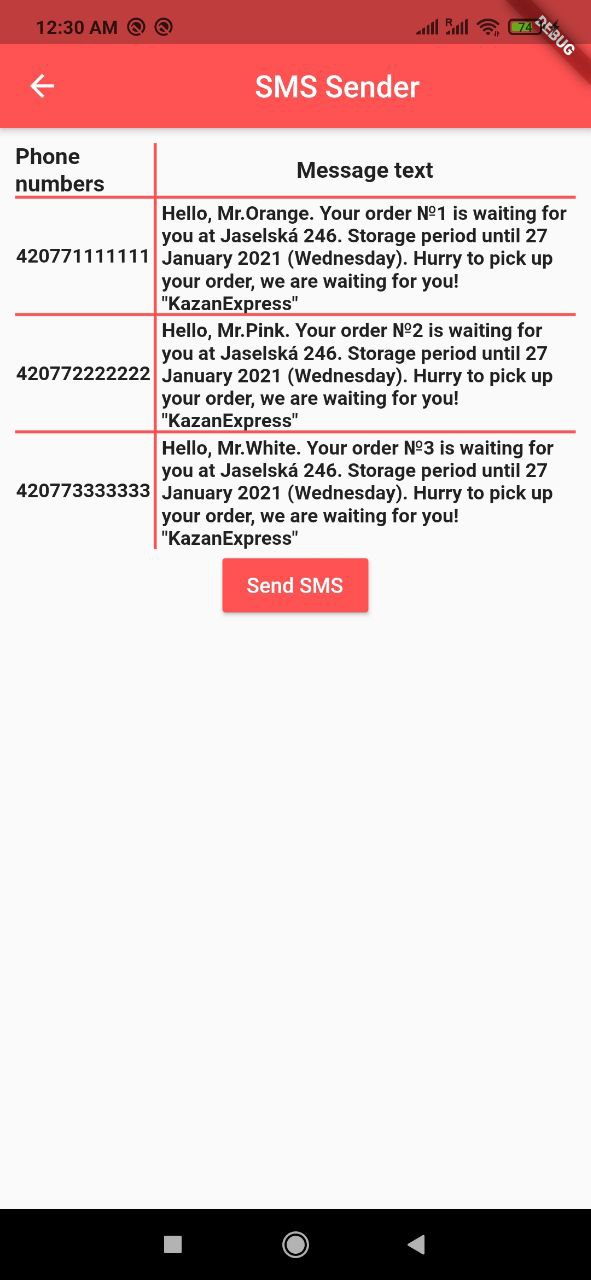 12:30 AM
R
74
DEBUG
SMS Sender
Phone
numbers
Message text
420771111111
Hello, Mr.Orange. Your order №1 is waiting for
you at Jaselská 246. Storage period until 27
January 2021 (Wednesday). Hurry to pick up
your order, we are waiting for you!
"KazanExpress"
420772222222
Hello, Mr.Pink. Your order №2 is waiting for
you at Jaselská 246. Storage period until 27
January 2021 (Wednesday). Hurry to pick up
your order, we are waiting for you!
"KazanExpress"
420773333333
Hello, Mr.White. Your order №3 is waiting for
you at Jaselská 246. Storage period until 27
January 2021 (Wednesday). Hurry to pick up
your order, we are waiting for you!
"KazanExpress"
Send SMS